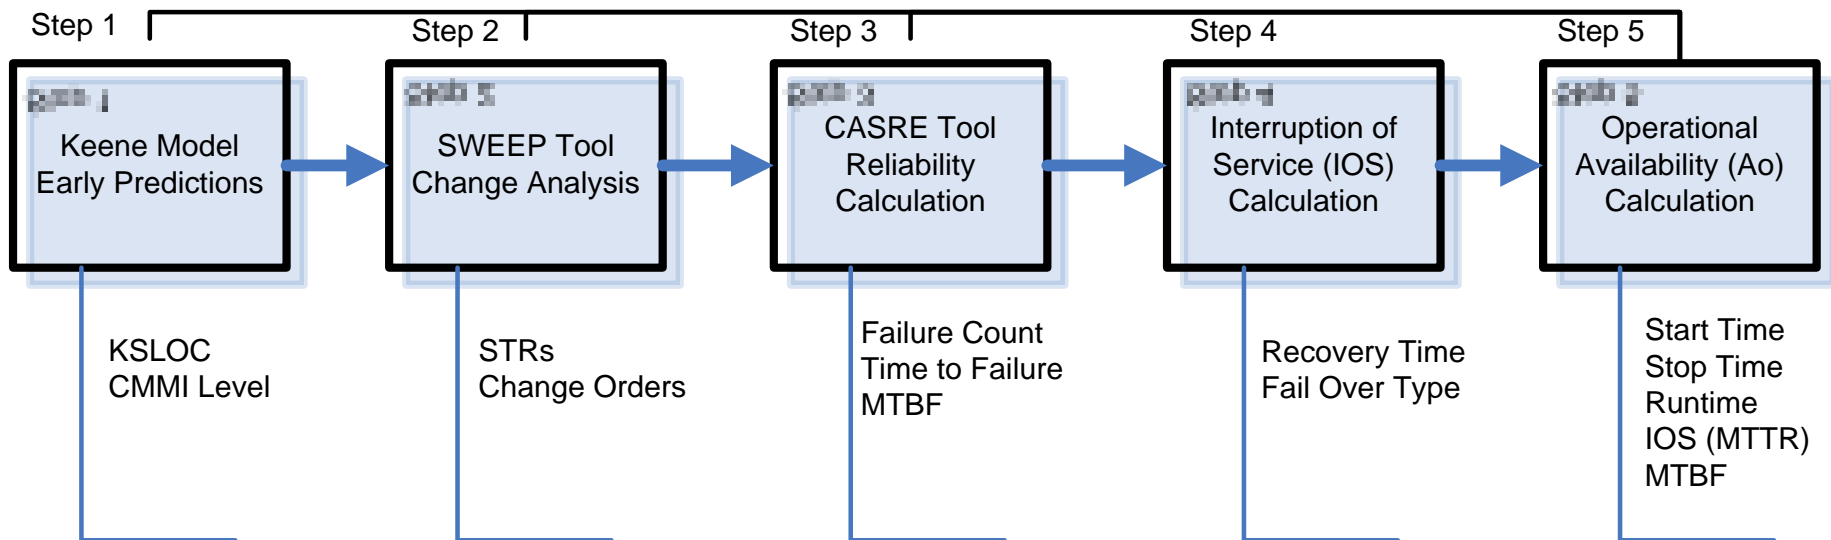 Step 1
Step 2
Step 3
Step 4
Step 5
Keene Model
Early Predictions
SWEEP Tool
Change Analysis
CASRE Tool
Reliability
Calculation
Interruption of
Service (IOS)
Calculation
Operational
Availability (Ao)
Calculation
KSLOC
CMMI Level
STRs
Change Orders
Failure Count
Time to Failure
MTBF
Recovery Time
Fail Over Type
Start Time
Stop Time
Runtime
IOS (MTTR)
MTBF